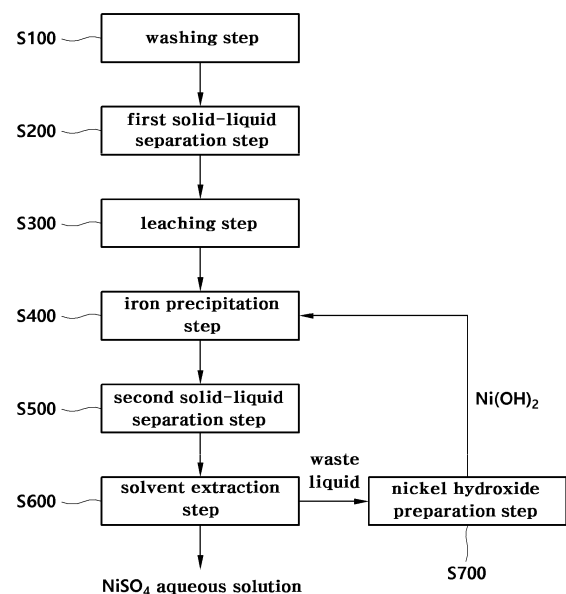 S100
washing step
S200
first solid-liquid
separation step
S300
leaching step
S400
iron precipitation
step
S500
second solid-liquid
separation step
Ni(OH)₂
S600
solvent extraction
step
waste
liquid
nickel hydroxide
preparation step
S700
NiSO₄ aqueous solution